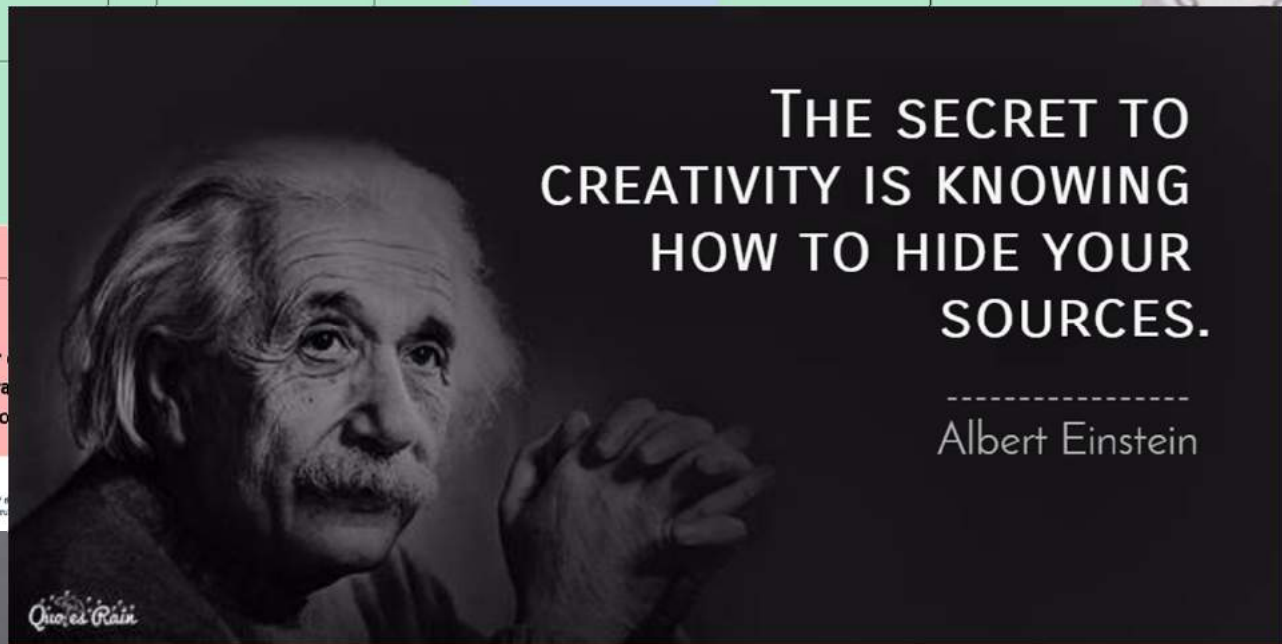 THE SECRET TO
CREATIVITY IS KNOWING
HOW TO HIDE YOUR
SOURCES.
-----------------
Albert Einstein
Quotes Rain